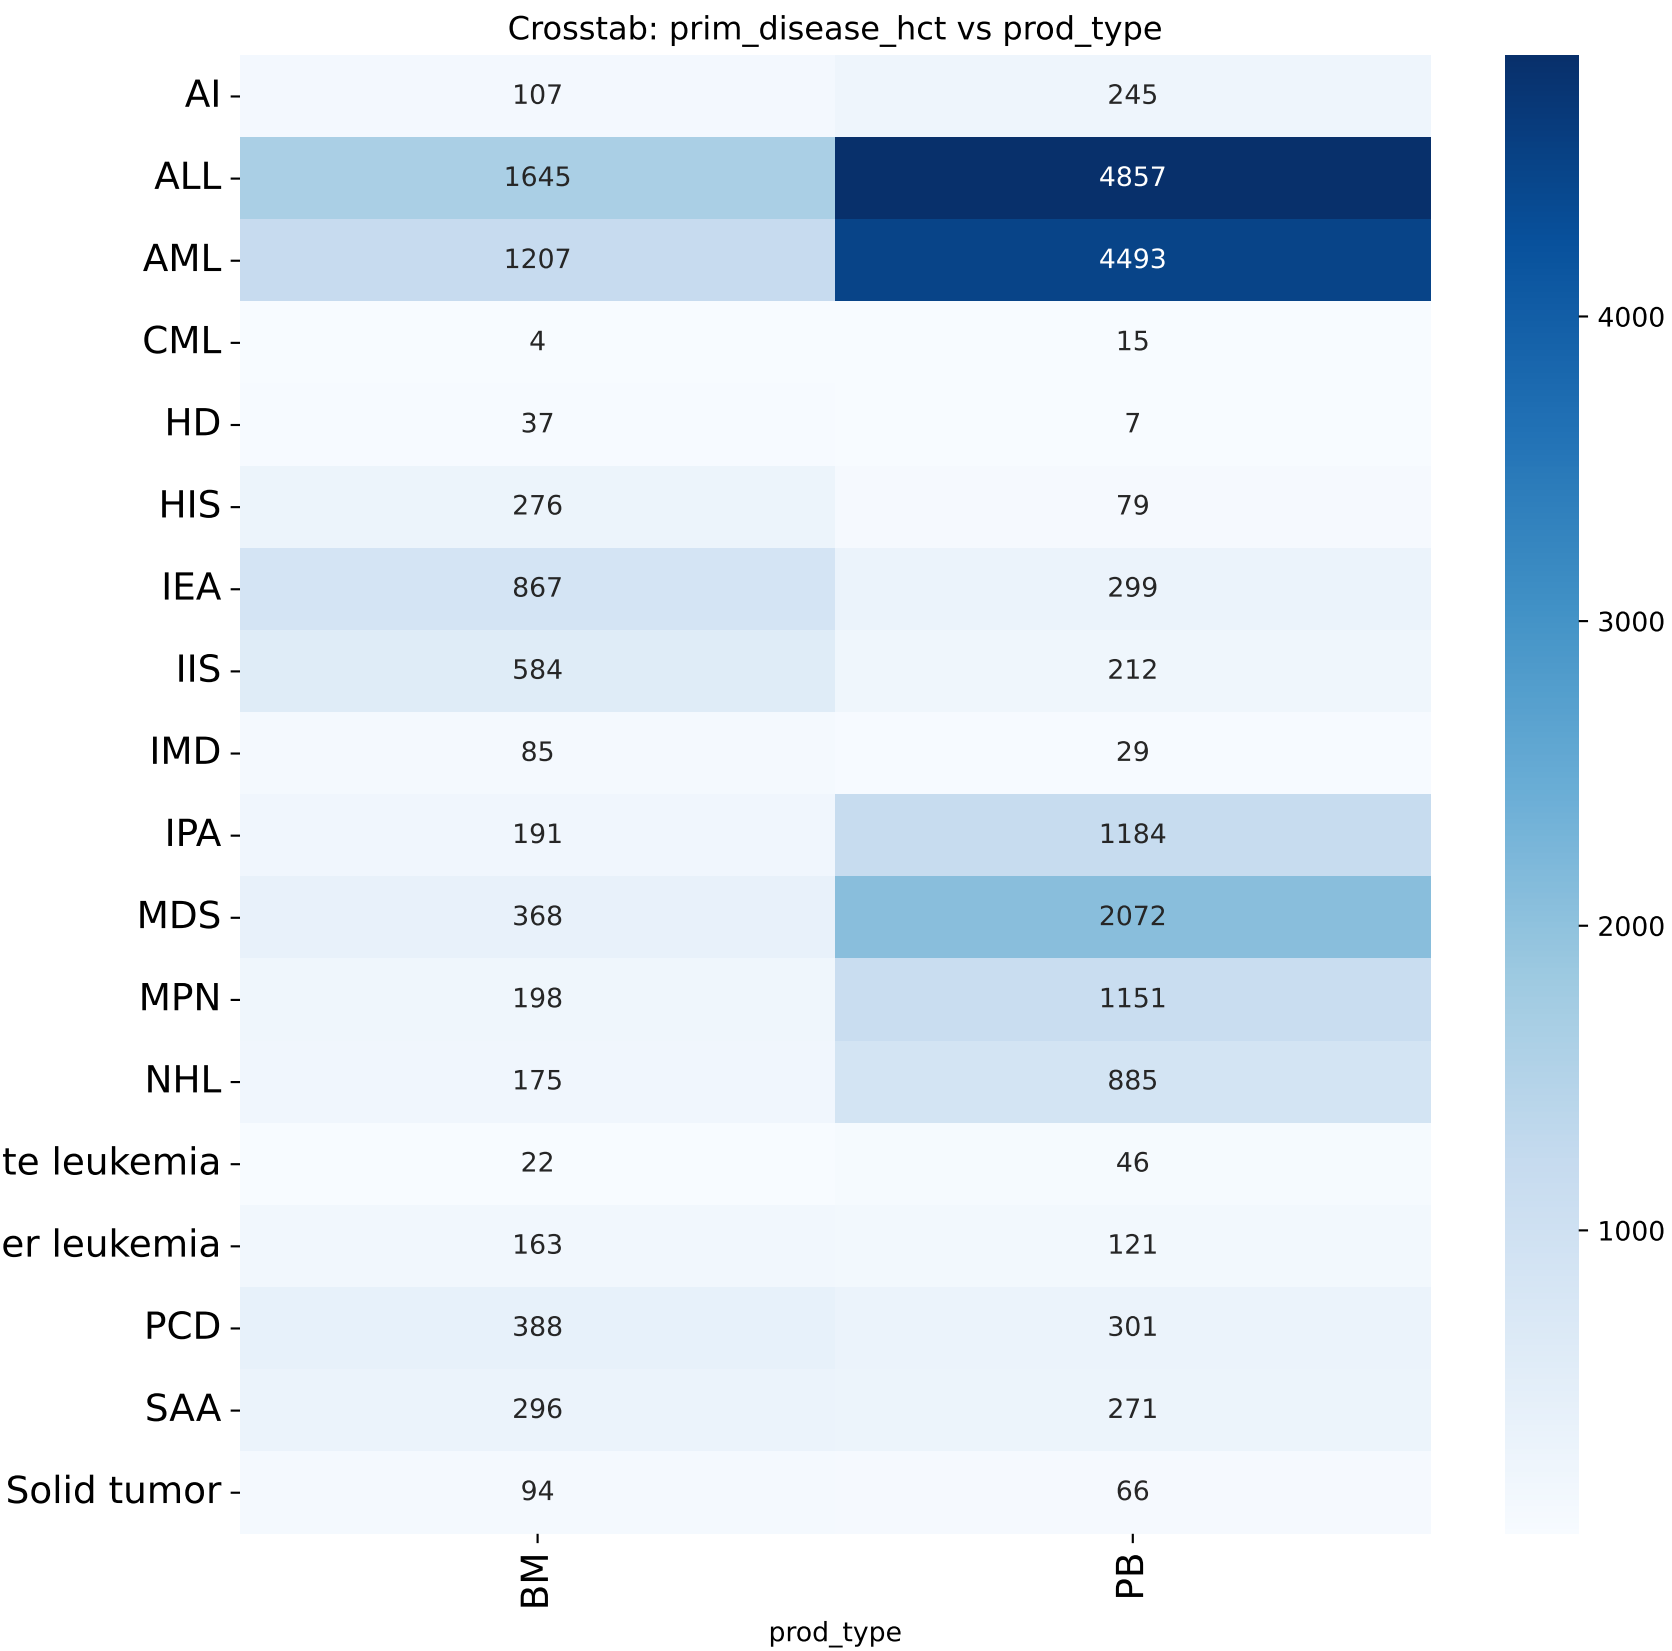 Crosstab: prim_disease_hct vs prod_type
AI 107 245
ALL 1645 4857
AML 1207 4493
4000
CML 4 15
HD 37 7
HIS 276 79
IEA 867 299
3000
IIS 584 212
IMD 85 29
IPA 191 1184
MDS 368 2072
2000
MPN 198 1151
NHL 175 885
te leukemia 22 46
1000
er leukemia 163 121
PCD 388 301
SAA 296 271
Solid tumor 94 66
BM PB
prod_type